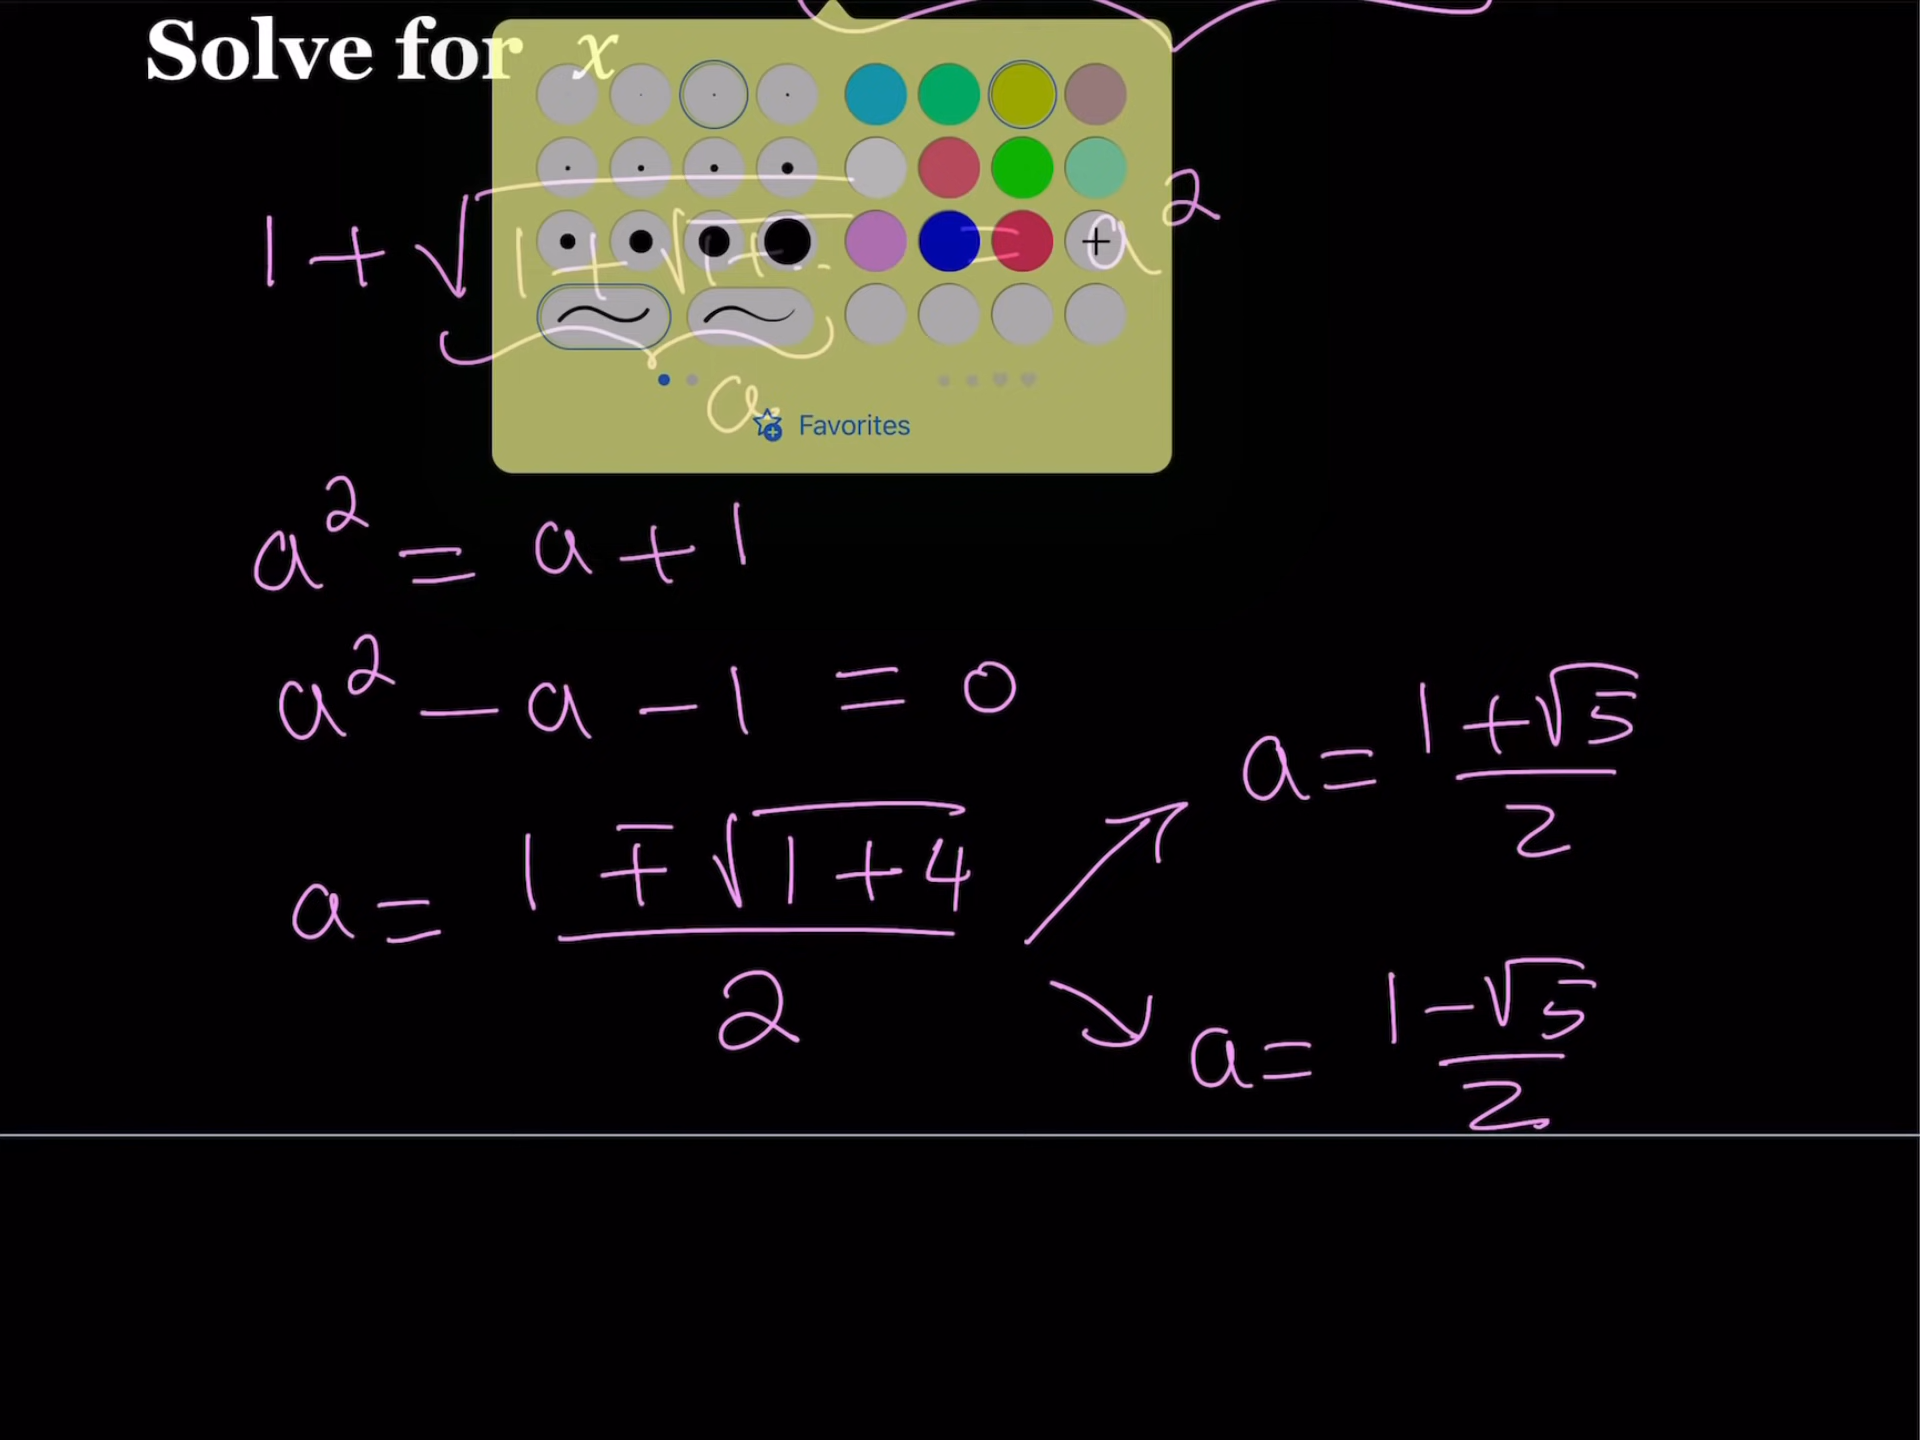 Solve for x
1 + √1 + √1 + ... = a²
a
Favorites
a² = a + 1
a² − a − 1 = 0
a = (1 ∓ √1 + 4) / 2
a = (1 + √5) / 2
a = (1 − √5) / 2